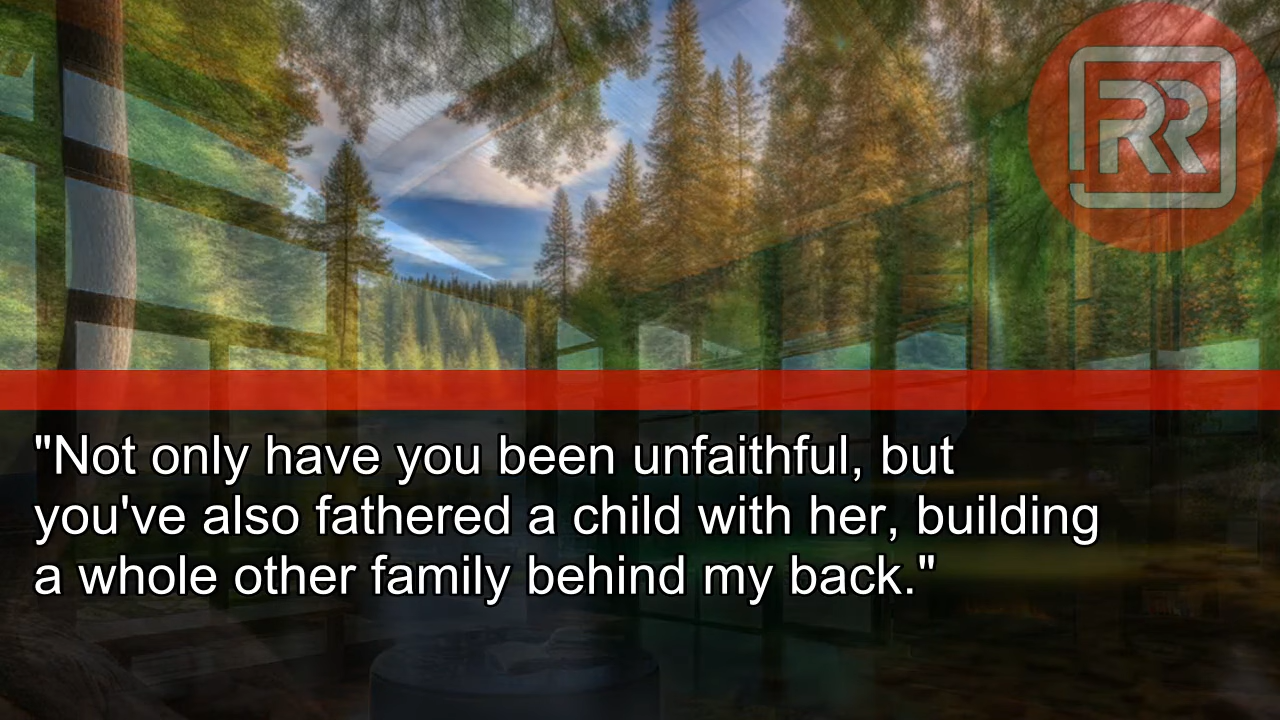 RR
"Not only have you been unfaithful, but
you've also fathered a child with her, building
a whole other family behind my back."